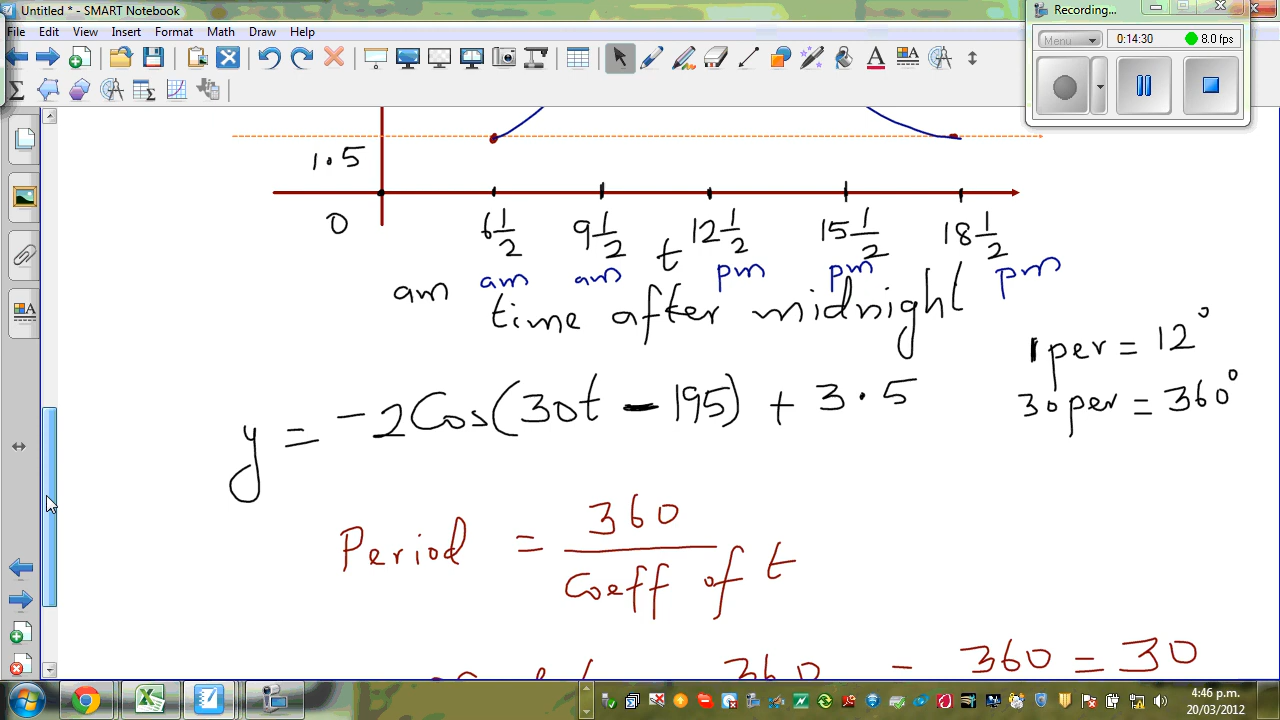 Untitled * - SMART Notebook
File Edit View Insert Format Math Draw Help
Recording...
Menu 0:14:30 8.0 fps
1.5
0
6 1/2 9 1/2 12 1/2 15 1/2 18 1/2
t
am am am pm pm pm
time after midnight
1 per = 12°
30 per = 360°
y = -2Cos(30t - 195) + 3.5
Period = 360 / Coeff of t
360 = 360 = 30
4:46 p.m.
20/03/2012